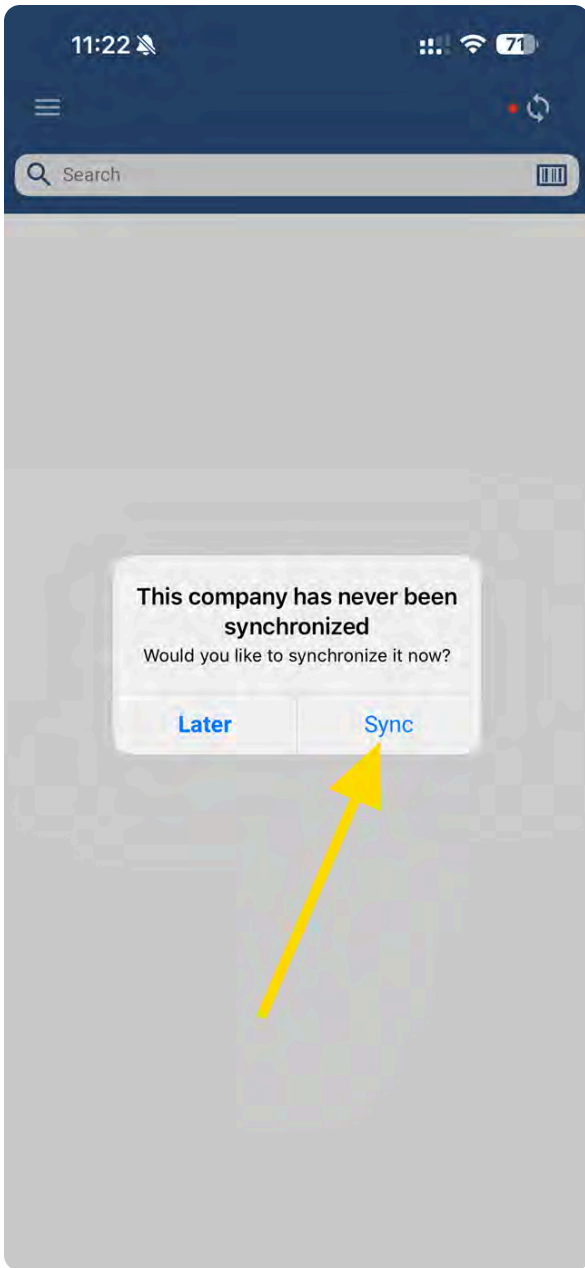 11:22
71
Search
This company has never been
synchronized
Would you like to synchronize it now?
Later Sync